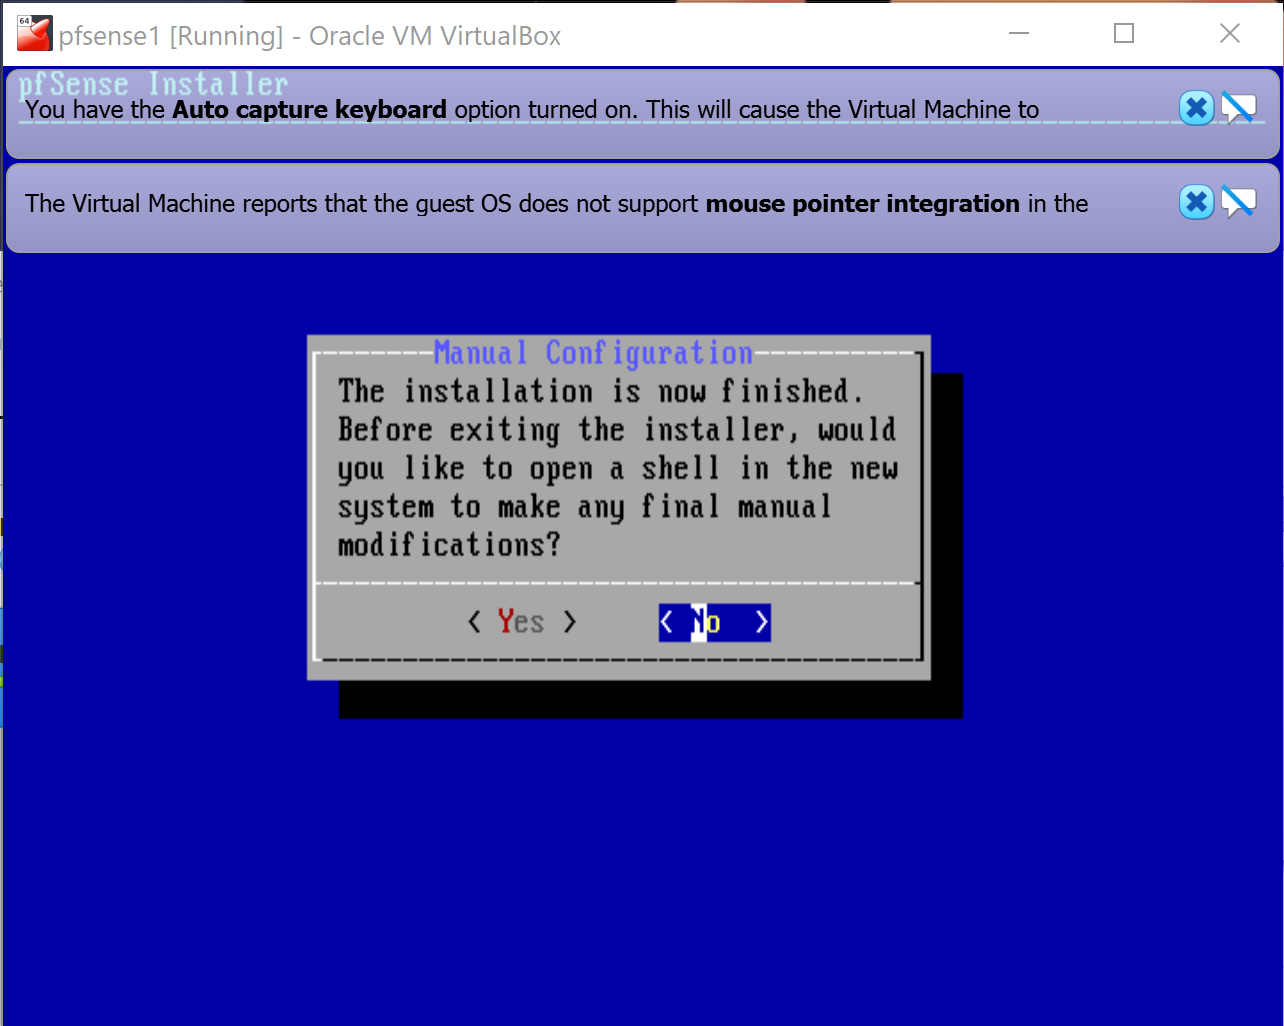 64
pfsense1 [Running] - Oracle VM VirtualBox
pfSense Installer
You have the Auto capture keyboard option turned on. This will cause the Virtual Machine to
The Virtual Machine reports that the guest OS does not support mouse pointer integration in the
Manual Configuration
The installation is now finished.
Before exiting the installer, would
you like to open a shell in the new
system to make any final manual
modifications?
< Yes > < No >